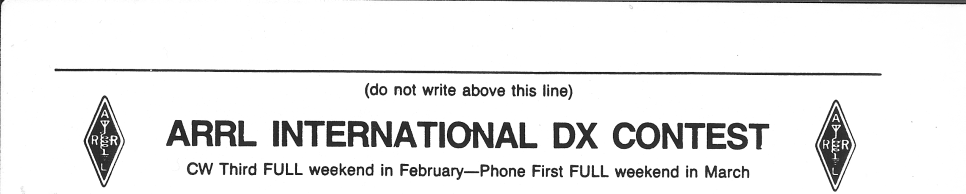 (do not write above this line)
ARRL INTERNATIONAL DX CONTEST
CW Third FULL weekend in February—Phone First FULL weekend in March
A
R R
L
A
R R
L